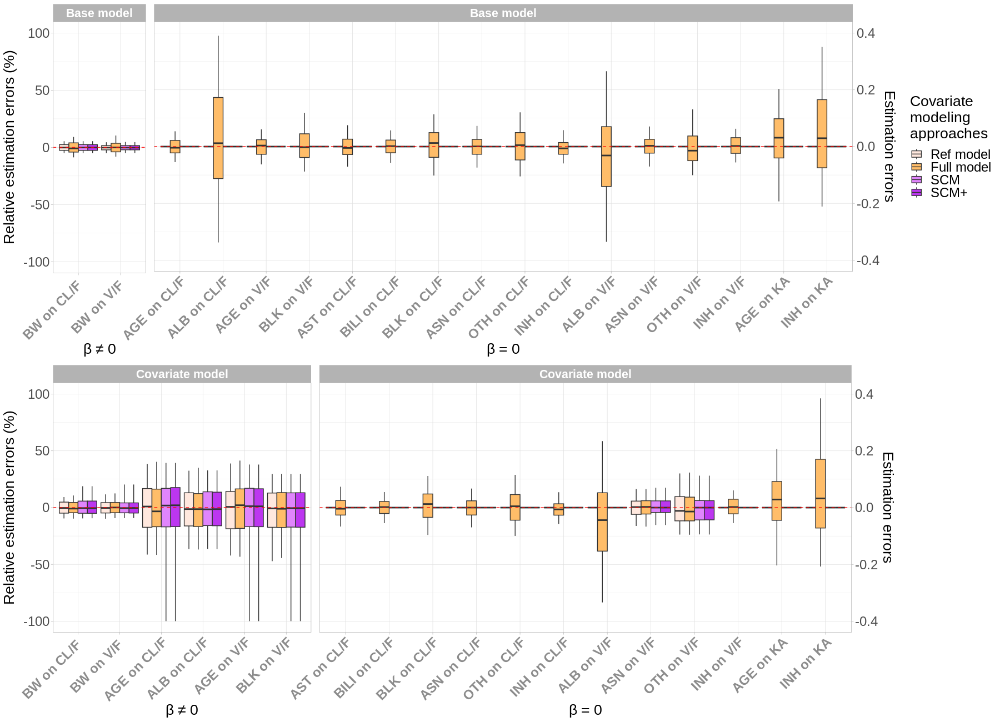 Base model
Base model
Relative estimation errors (%)
100
50
0
-50
-100
0.4
0.2
0.0
-0.2
-0.4
Estimation errors
BW on CL/F
BW on V/F
AGE on CL/F
ALB on CL/F
AGE on V/F
BLK on V/F
AST on CL/F
BILI on CL/F
BLK on CL/F
ASN on CL/F
OTH on CL/F
INH on CL/F
ALB on V/F
ASN on V/F
OTH on V/F
INH on V/F
AGE on KA
INH on KA
β ≠ 0
β = 0
Covariate
modeling
approaches
Ref model
Full model
SCM
SCM+
Covariate model
Covariate model
Relative estimation errors (%)
100
50
0
-50
-100
0.4
0.2
0.0
-0.2
-0.4
Estimation errors
BW on CL/F
BW on V/F
AGE on CL/F
ALB on CL/F
AGE on V/F
BLK on V/F
AST on CL/F
BILI on CL/F
BLK on CL/F
ASN on CL/F
OTH on CL/F
INH on CL/F
ALB on V/F
ASN on V/F
OTH on V/F
INH on V/F
AGE on KA
INH on KA
β ≠ 0
β = 0